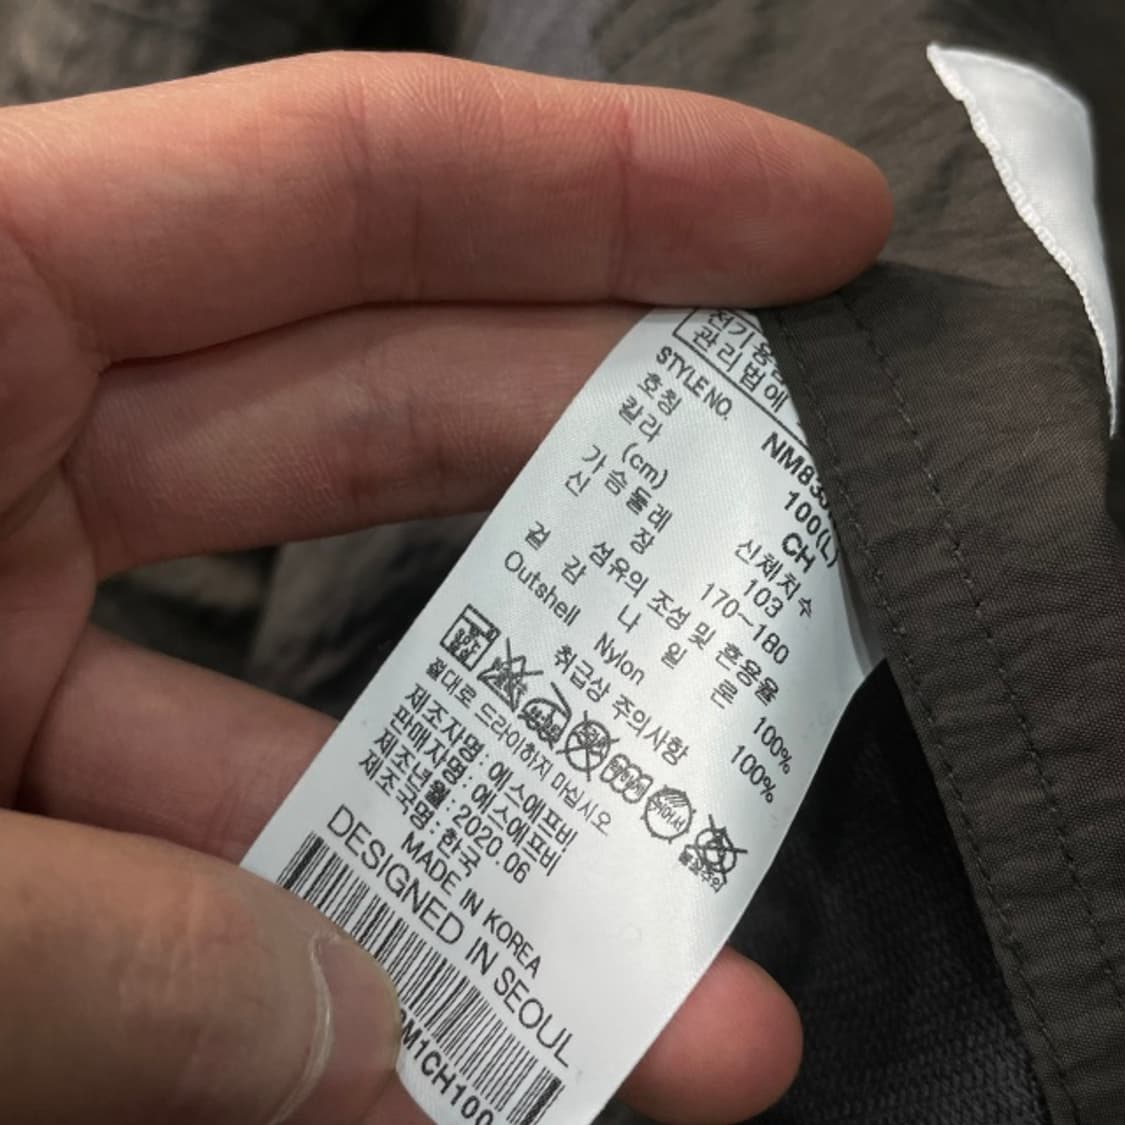 전기용
관리법에
STYLE NO.
호칭 100(L)
칼라 CH
(cm) 신체치수
가슴둘레 103
신 장 170~180
섬유의 조성 및 혼용율
겉 감 나 일 론 100%
Outshell Nylon 100%
취급상 주의사항
절대로 드라이하지 마십시오
제조자명 : 에스에프비
판매자명 : 에스에프비
제조년월 : 2020.06
제조국명 : 한국
MADE IN KOREA
DESIGNED IN SEOUL
M1CH100